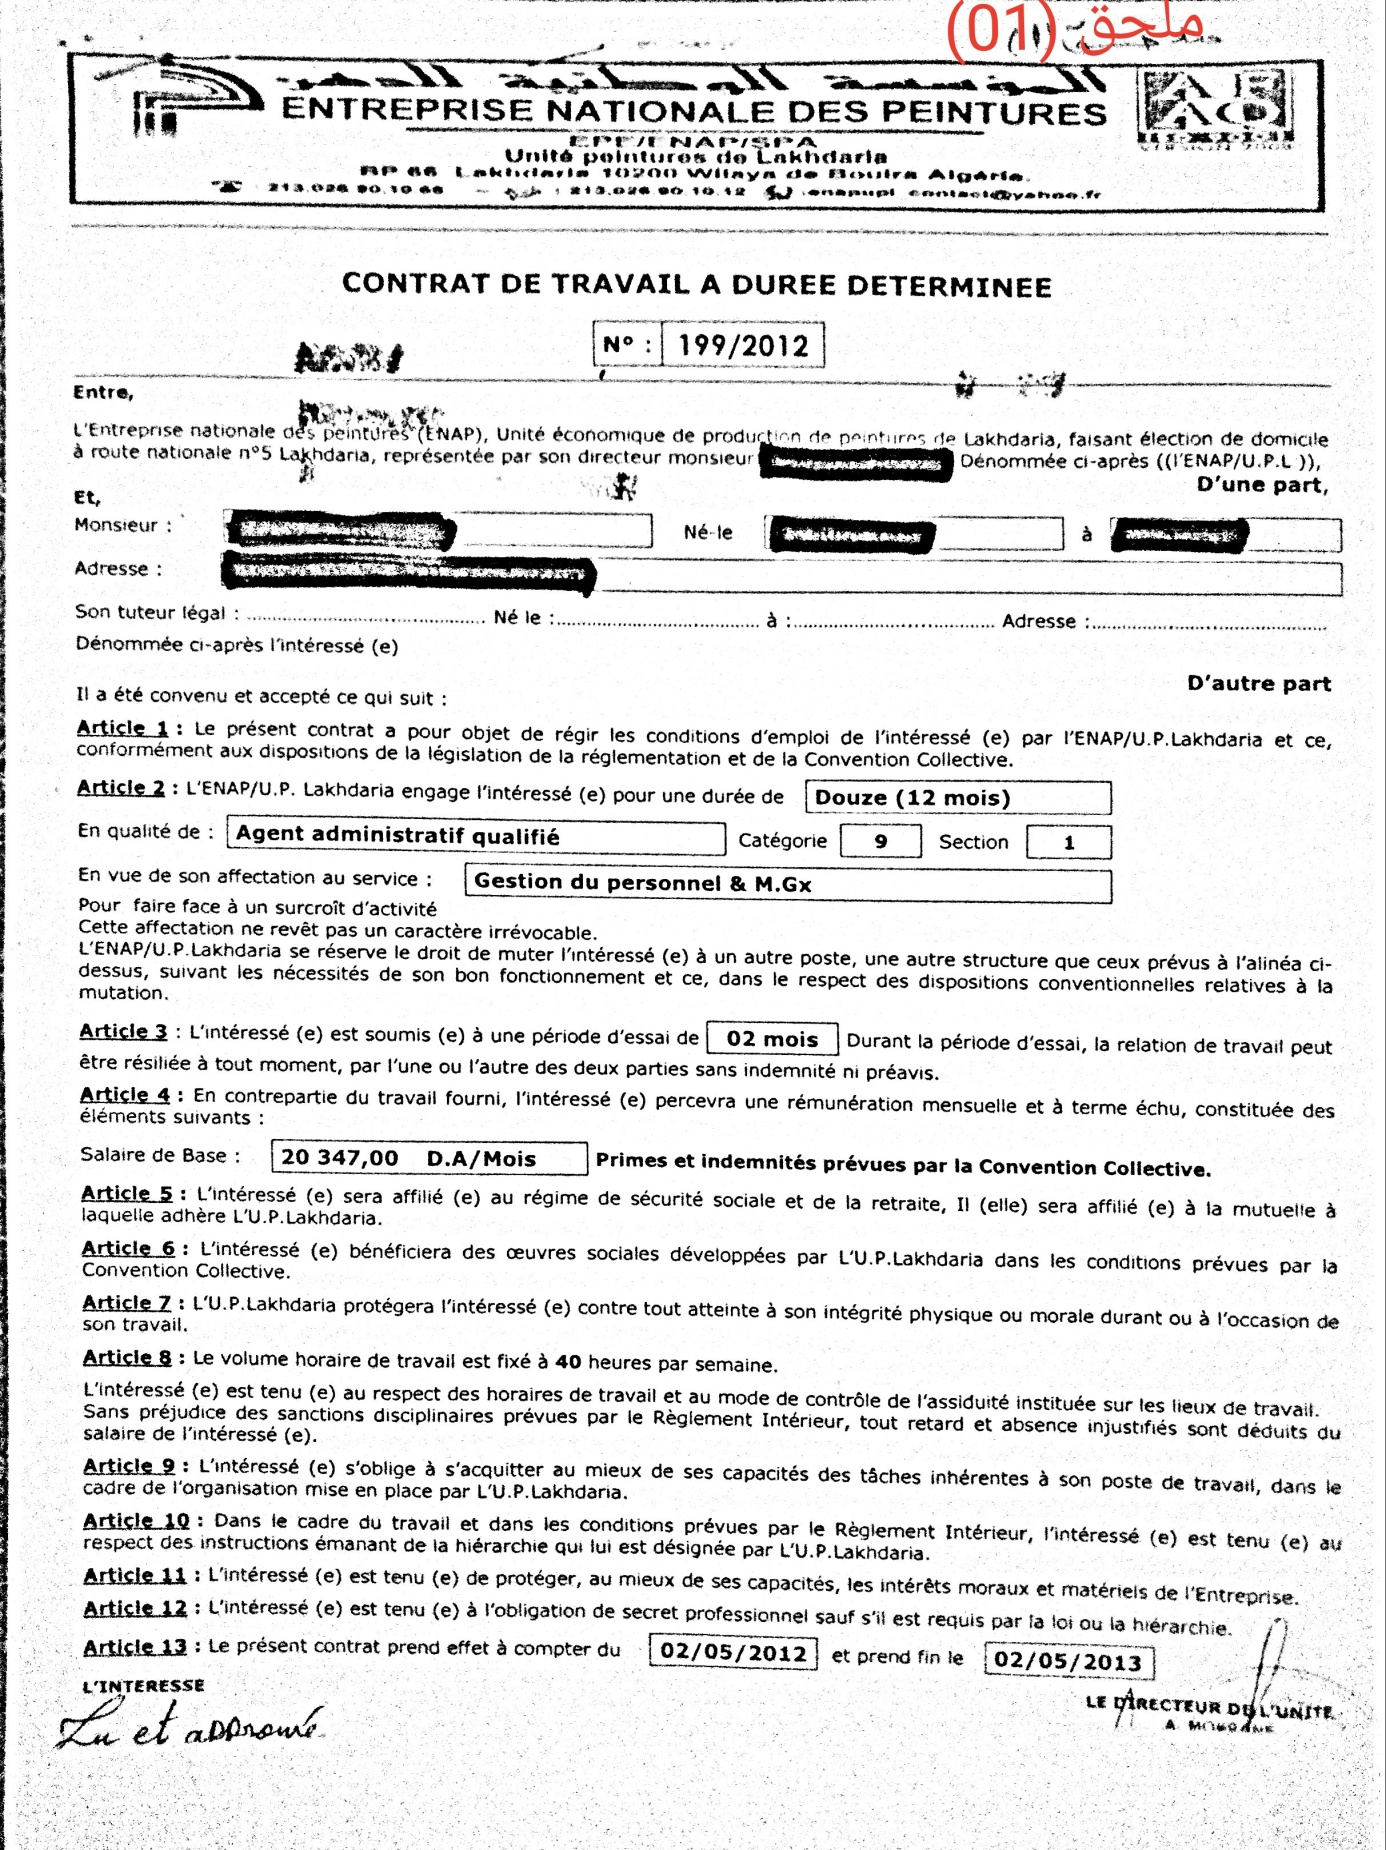 ملحق (01)
ENTREPRISE NATIONALE DES PEINTURES
EPE/ENAP/SPA
Unité peintures de Lakhdaria
BP 66 Lakhdaria 10200 Wilaya de Bouira Algérie.
213.026 90.10.66 213.026.90.10.12 enapupl contact@yahoo.fr
CONTRAT DE TRAVAIL A DUREE DETERMINEE
N° : 199/2012
Entre,
L'Entreprise nationale des peintures (ENAP), Unité économique de production de peintures de Lakhdaria, faisant élection de domicile
à route nationale n°5 Lakhdaria, représentée par son directeur monsieur Dénommée ci-après ((l'ENAP/U.P.L )),
D'une part,
Et,
Monsieur : Né-le à
Adresse :
Son tuteur légal : ........................................ Né le :................................... à :................................... Adresse :.......................................
Dénommée ci-après l'intéressé (e)
D'autre part
Il a été convenu et accepté ce qui suit :
Article 1 : Le présent contrat a pour objet de régir les conditions d'emploi de l'intéressé (e) par l'ENAP/U.P.Lakhdaria et ce,
conformément aux dispositions de la législation de la réglementation et de la Convention Collective.
Article 2 : L'ENAP/U.P. Lakhdaria engage l'intéressé (e) pour une durée de Douze (12 mois)
En qualité de : Agent administratif qualifié Catégorie 9 Section 1
En vue de son affectation au service : Gestion du personnel & M.Gx
Pour faire face à un surcroît d'activité
Cette affectation ne revêt pas un caractère irrévocable.
L'ENAP/U.P.Lakhdaria se réserve le droit de muter l'intéressé (e) à un autre poste, une autre structure que ceux prévus à l'alinéa ci-
dessus, suivant les nécessités de son bon fonctionnement et ce, dans le respect des dispositions conventionnelles relatives à la
mutation.
Article 3 : L'intéressé (e) est soumis (e) à une période d'essai de 02 mois Durant la période d'essai, la relation de travail peut
être résiliée à tout moment, par l'une ou l'autre des deux parties sans indemnité ni préavis.
Article 4 : En contrepartie du travail fourni, l'intéressé (e) percevra une rémunération mensuelle et à terme échu, constituée des
éléments suivants :
Salaire de Base : 20 347,00 D.A/Mois Primes et indemnités prévues par la Convention Collective.
Article 5 : L'intéressé (e) sera affilié (e) au régime de sécurité sociale et de la retraite, Il (elle) sera affilié (e) à la mutuelle à
laquelle adhère L'U.P.Lakhdaria.
Article 6 : L'intéressé (e) bénéficiera des œuvres sociales développées par L'U.P.Lakhdaria dans les conditions prévues par la
Convention Collective.
Article 7 : L'U.P.Lakhdaria protégera l'intéressé (e) contre tout atteinte à son intégrité physique ou morale durant ou à l'occasion de
son travail.
Article 8 : Le volume horaire de travail est fixé à 40 heures par semaine.
L'intéressé (e) est tenu (e) au respect des horaires de travail et au mode de contrôle de l'assiduité instituée sur les lieux de travail.
Sans préjudice des sanctions disciplinaires prévues par le Règlement Intérieur, tout retard et absence injustifiés sont déduits du
salaire de l'intéressé (e).
Article 9 : L'intéressé (e) s'oblige à s'acquitter au mieux de ses capacités des tâches inhérentes à son poste de travail, dans le
cadre de l'organisation mise en place par L'U.P.Lakhdaria.
Article 10 : Dans le cadre du travail et dans les conditions prévues par le Règlement Intérieur, l'intéressé (e) est tenu (e) au
respect des instructions émanant de la hiérarchie qui lui est désignée par L'U.P.Lakhdaria.
Article 11 : L'intéressé (e) est tenu (e) de protéger, au mieux de ses capacités, les intérêts moraux et matériels de l'Entreprise.
Article 12 : L'intéressé (e) est tenu (e) à l'obligation de secret professionnel sauf s'il est requis par la loi ou la hiérarchie.
Article 13 : Le présent contrat prend effet à compter du 02/05/2012 et prend fin le 02/05/2013
L'INTERESSE
LE DIRECTEUR DE L'UNITE
Lu et approuvé